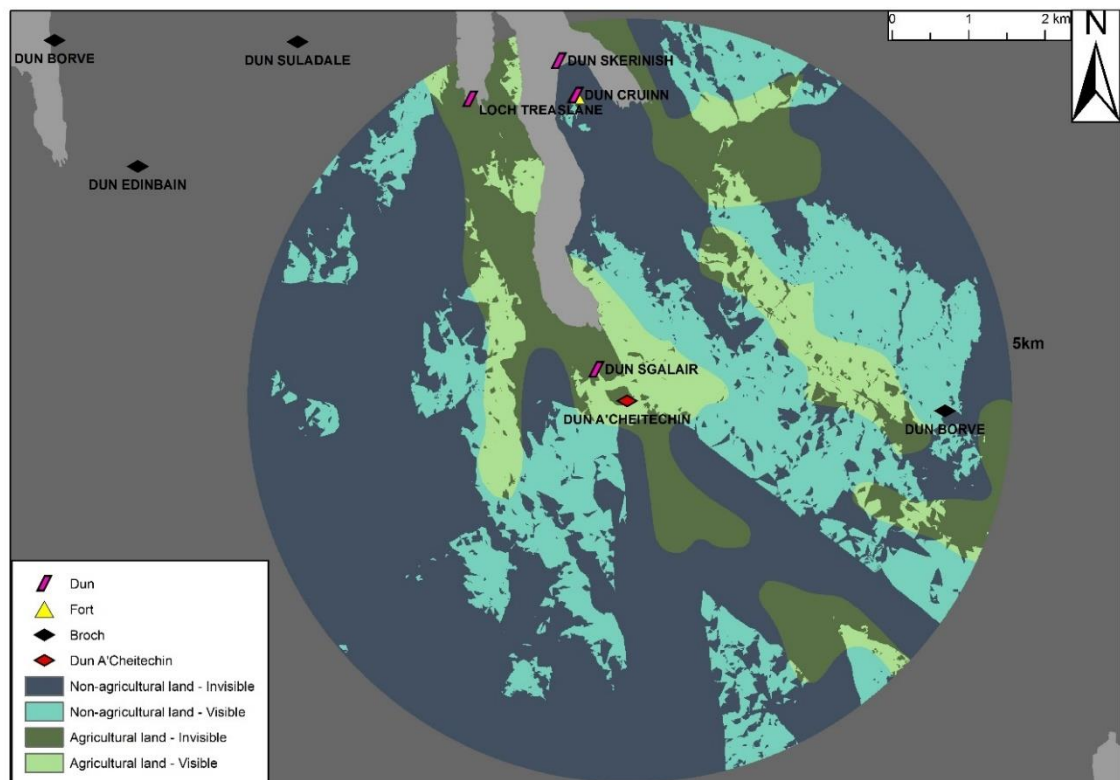 0 1 2 km
N
DUN BORVE
DUN SULADALE
DUN SKERINISH
DUN CRUINN
LOCH TREASLANE
DUN EDINBAIN
5km
DUN SGALAIR
DUN A'CHEITECHIN
DUN BORVE
Dun
Fort
Broch
Dun A'Cheitechin
Non-agricultural land - Invisible
Non-agricultural land - Visible
Agricultural land - Invisible
Agricultural land - Visible